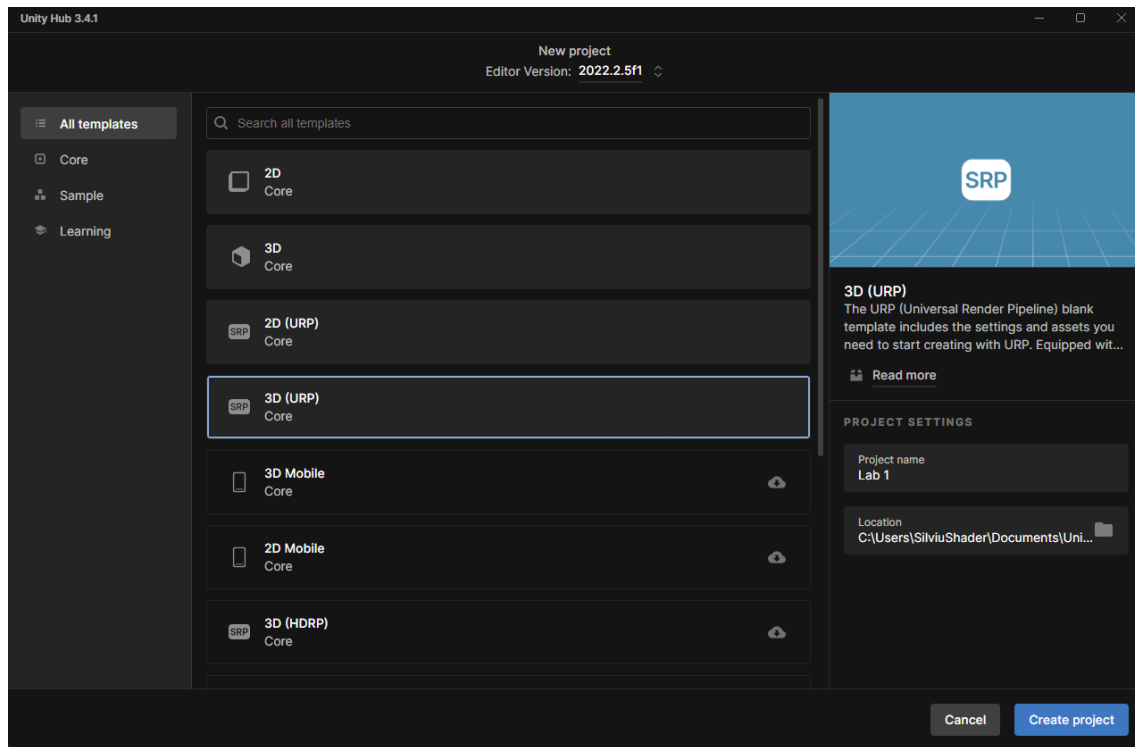 Unity Hub 3.4.1
New project
Editor Version: 2022.2.5f1
All templates
Core
Sample
Learning
Search all templates
2D
Core
3D
Core
SRP
2D (URP)
Core
SRP
3D (URP)
Core
3D Mobile
Core
2D Mobile
Core
SRP
3D (HDRP)
Core
SRP
3D (URP)
The URP (Universal Render Pipeline) blank
template includes the settings and assets you
need to start creating with URP. Equipped wit...
Read more
PROJECT SETTINGS
Project name
Lab 1
Location
C:\Users\SilviuShader\Documents\Uni...
Cancel
Create project